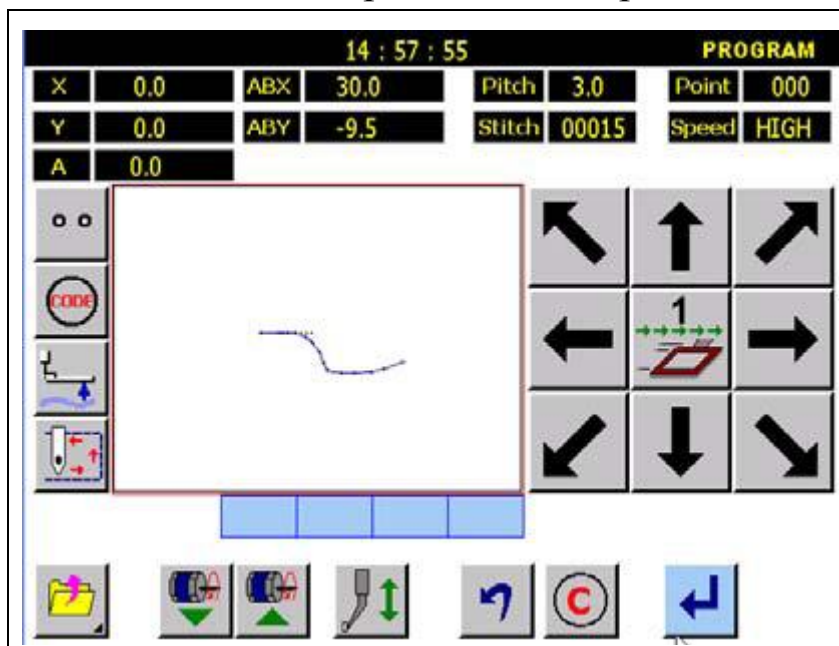 14 : 57 : 55 PROGRAM
X 0.0 ABX 30.0 Pitch 3.0 Point 000
Y 0.0 ABY -9.5 Stitch 00015 Speed HIGH
A 0.0
CODE
1
C